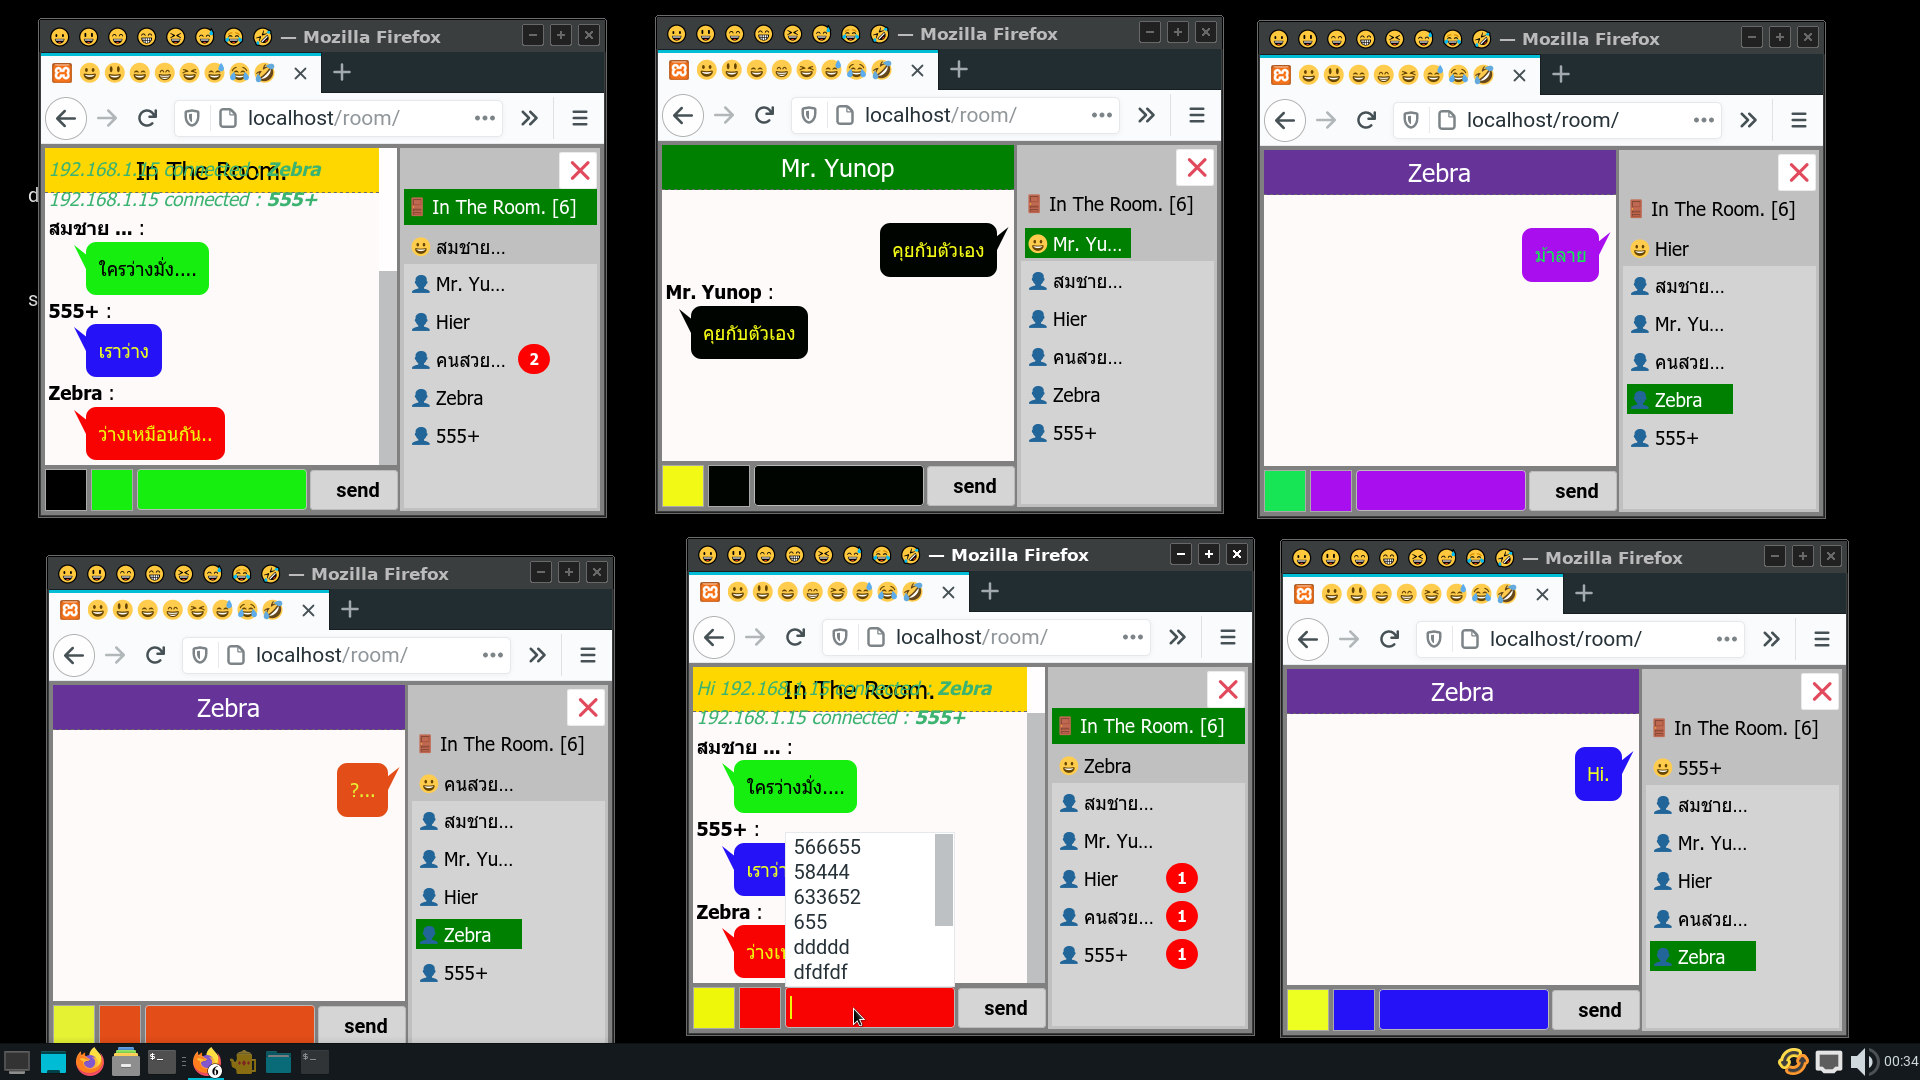 😀 😃 😄 😁 😆 😅 😂 🤣 — Mozilla Firefox
😀 😃 😄 😁 😆 😅 😂 🤣
localhost/room/
In The Room.
192.168.1.15 connected : Zebra
192.168.1.15 connected : 555+
สมชาย ... :
ใครว่างมั่ง....
555+ :
เราว่าง
Zebra :
ว่างเหมือนกัน..
send
In The Room. [6]
สมชาย...
Mr. Yu...
Hier
คนสวย... 2
Zebra
555+
😀 😃 😄 😁 😆 😅 😂 🤣 — Mozilla Firefox
😀 😃 😄 😁 😆 😅 😂 🤣
localhost/room/
Mr. Yunop
คุยกับตัวเอง
Mr. Yunop :
คุยกับตัวเอง
send
In The Room. [6]
Mr. Yu...
สมชาย...
Hier
คนสวย...
Zebra
555+
😀 😃 😄 😁 😆 😅 😂 🤣 — Mozilla Firefox
😀 😃 😄 😁 😆 😅 😂 🤣
localhost/room/
Zebra
ม้าลาย
send
In The Room. [6]
Hier
สมชาย...
Mr. Yu...
คนสวย...
Zebra
555+
d
s
😀 😃 😄 😁 😆 😅 😂 🤣 — Mozilla Firefox
😀 😃 😄 😁 😆 😅 😂 🤣
localhost/room/
Zebra
?...
send
In The Room. [6]
คนสวย...
สมชาย...
Mr. Yu...
Hier
Zebra
555+
😀 😃 😄 😁 😆 😅 😂 🤣 — Mozilla Firefox
😀 😃 😄 😁 😆 😅 😂 🤣
localhost/room/
In The Room.
Hi 192.168.1.15 connected : Zebra
192.168.1.15 connected : 555+
สมชาย ... :
ใครว่างมั่ง....
555+ :
เราว่า
Zebra :
ว่างเ
566655
58444
633652
655
ddddd
dfdfdf
send
In The Room. [6]
Zebra
สมชาย...
Mr. Yu...
Hier 1
คนสวย... 1
555+ 1
😀 😃 😄 😁 😆 😅 😂 🤣 — Mozilla Firefox
😀 😃 😄 😁 😆 😅 😂 🤣
localhost/room/
Zebra
Hi.
send
In The Room. [6]
555+
สมชาย...
Mr. Yu...
Hier
คนสวย...
Zebra
6
00:34